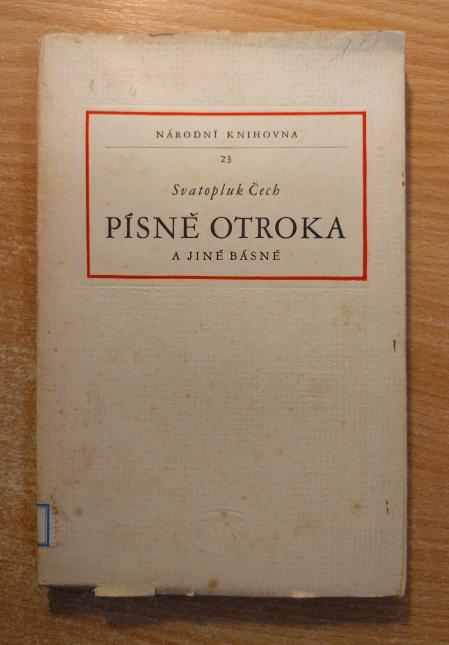 NÁRODNÍ KNIHOVNA
23
Svatopluk Čech
PÍSNĚ OTROKA
A JINÉ BÁSNĚ